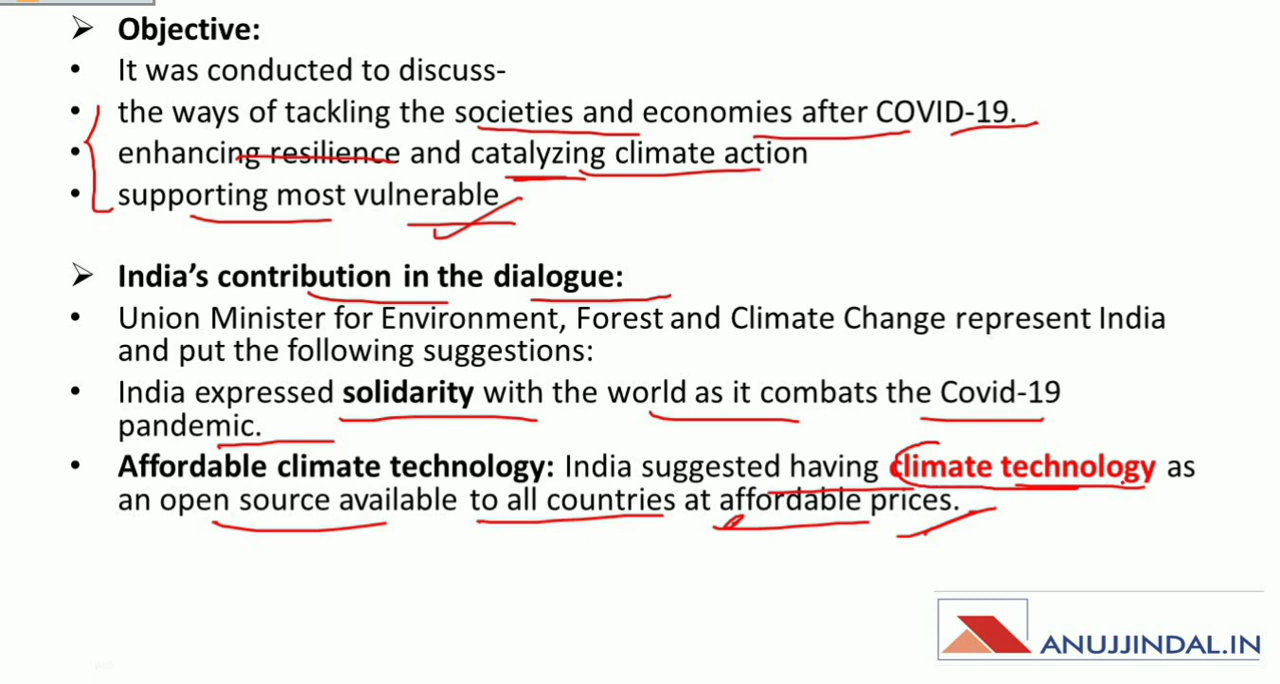 Objective:
It was conducted to discuss-
the ways of tackling the societies and economies after COVID-19.
enhancing resilience and catalyzing climate action
supporting most vulnerable
India's contribution in the dialogue:
Union Minister for Environment, Forest and Climate Change represent India
and put the following suggestions:
India expressed solidarity with the world as it combats the Covid-19
pandemic.
Affordable climate technology: India suggested having climate technology as
an open source available to all countries at affordable prices.
ANUJJINDAL.IN